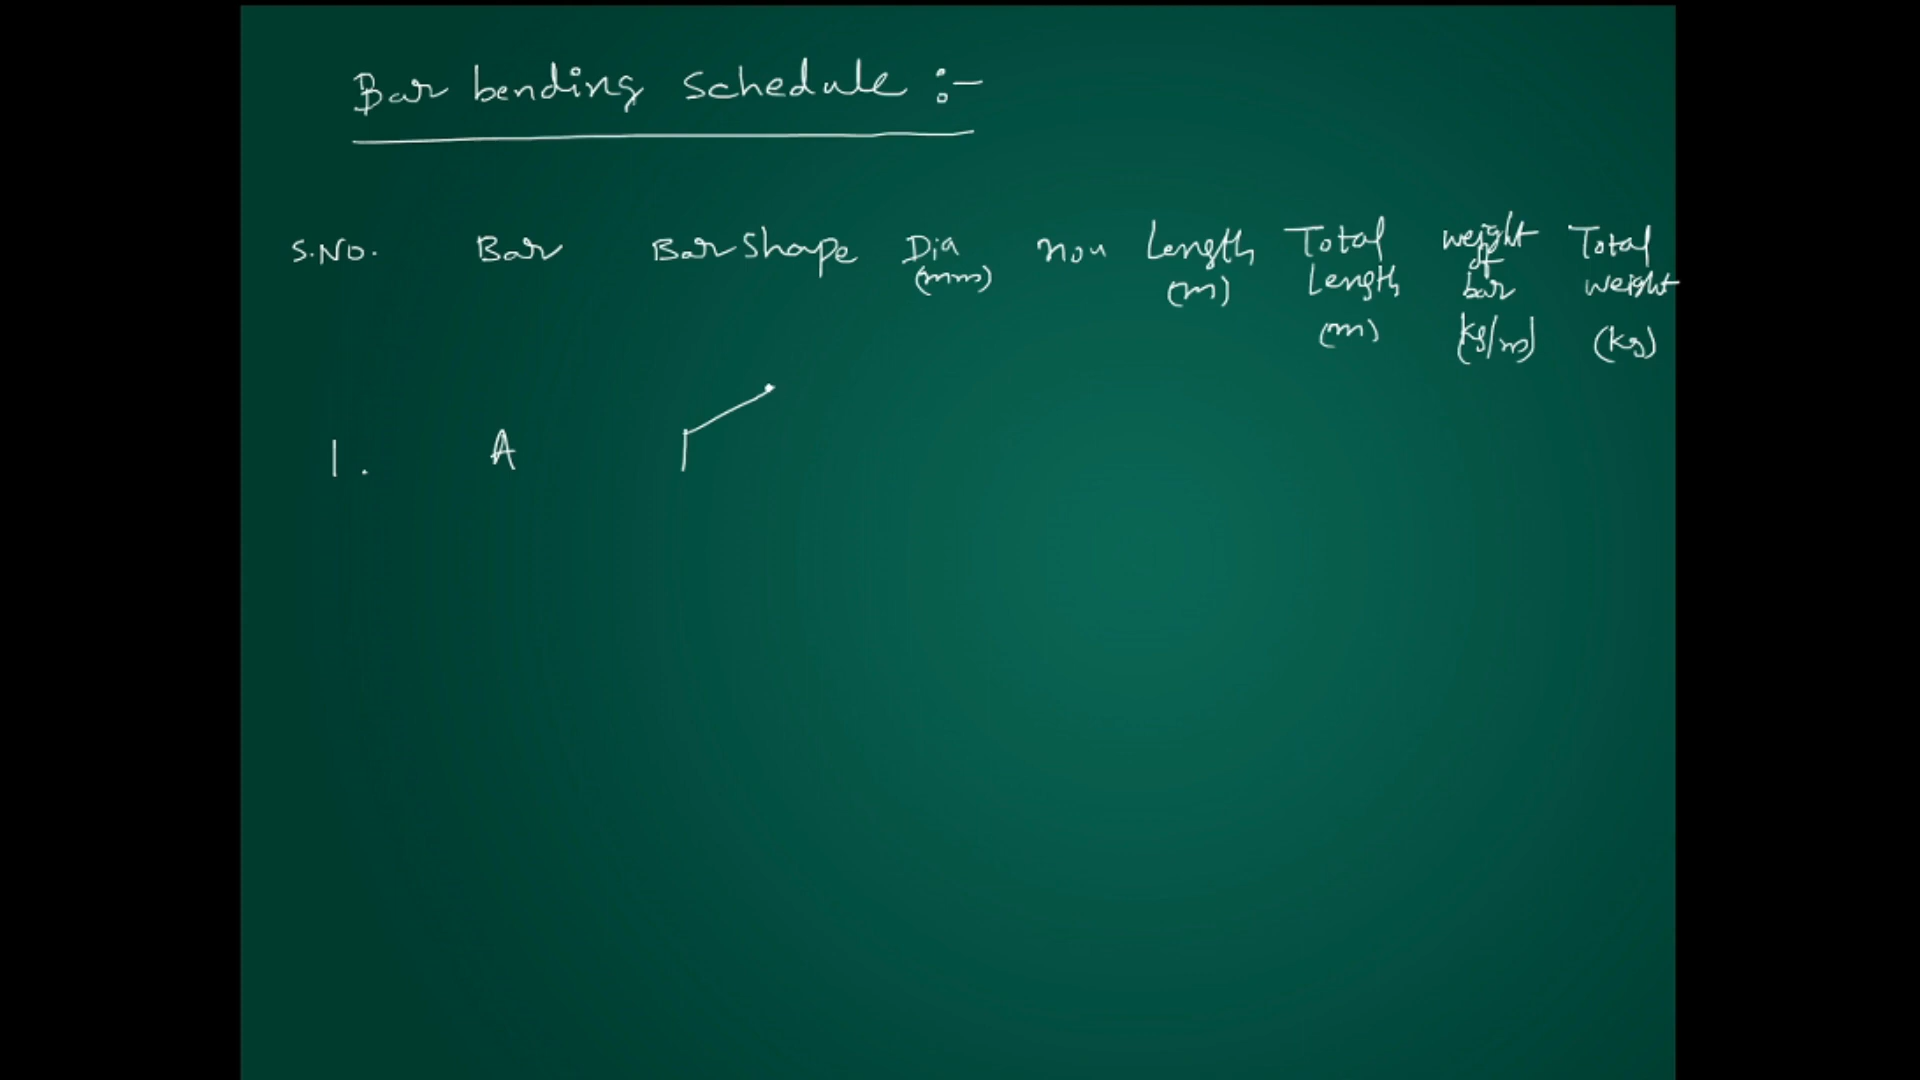 Bar bending schedule :-
S.No. Bar Bar Shape Dia (mm) nou Length (m) Total Length (m) weight of bar (kg/m) Total weight (kg)
1. A